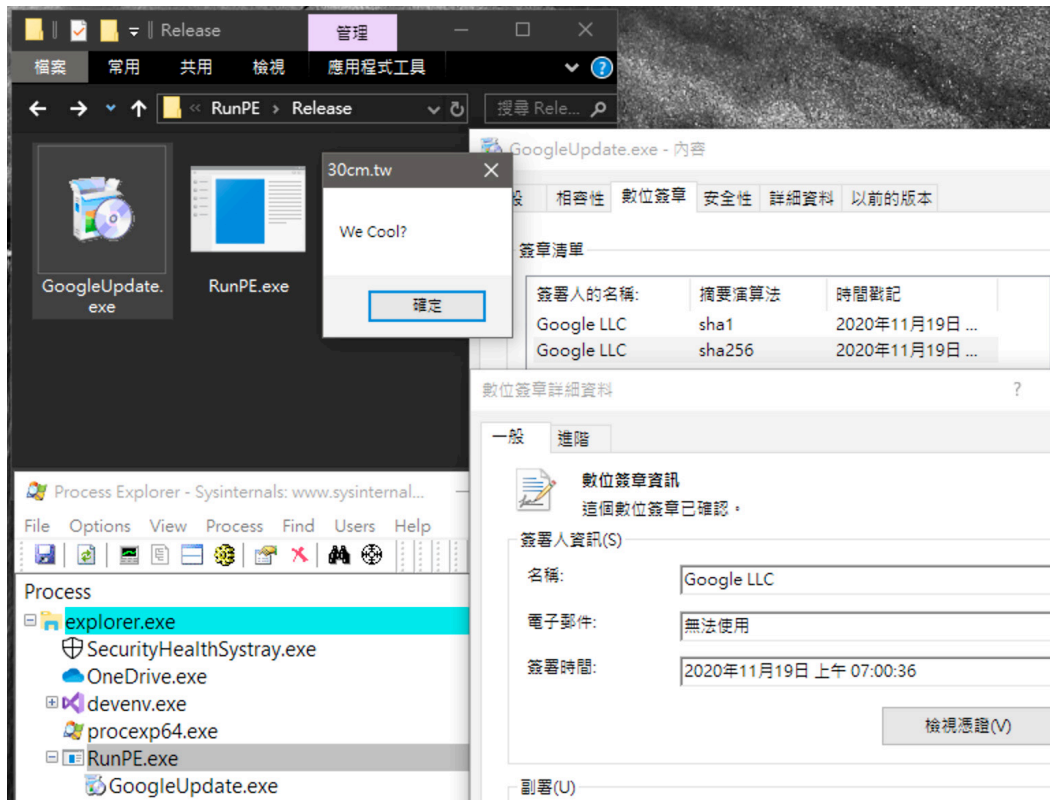 Release
管理
檔案 常用 共用 檢視 應用程式工具
« RunPE > Release
搜尋 Rele...
GoogleUpdate.
exe
RunPE.exe
30cm.tw
We Cool?
確定
GoogleUpdate.exe - 內容
相容性 數位簽章 安全性 詳細資料 以前的版本
簽章清單
簽署人的名稱: 摘要演算法 時間戳記
Google LLC sha1 2020年11月19日 ...
Google LLC sha256 2020年11月19日 ...
數位簽章詳細資料 ?
一般 進階
數位簽章資訊
這個數位簽章已確認。
簽署人資訊(S)
名稱: Google LLC
電子郵件: 無法使用
簽署時間: 2020年11月19日 上午 07:00:36
檢視憑證(V)
副署(U)
Process Explorer - Sysinternals: www.sysinternal...
File Options View Process Find Users Help
Process
explorer.exe
SecurityHealthSystray.exe
OneDrive.exe
devenv.exe
procexp64.exe
RunPE.exe
GoogleUpdate.exe